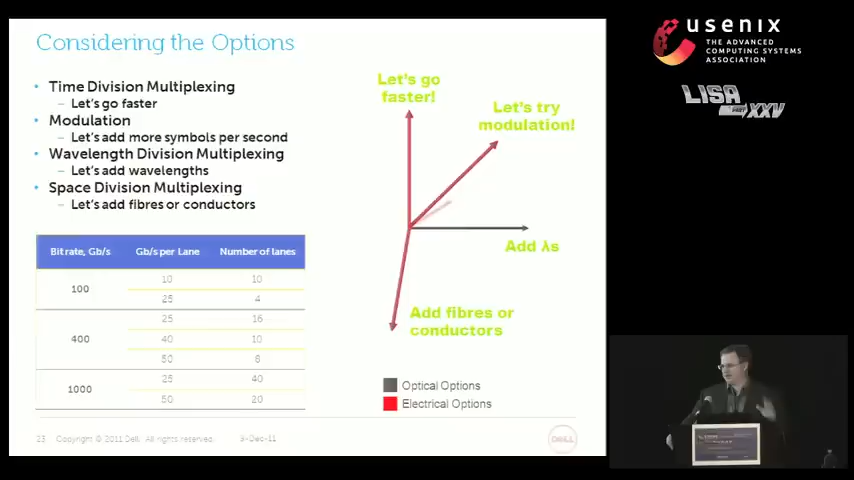 Considering the Options
• Time Division Multiplexing
– Let's go faster
• Modulation
– Let's add more symbols per second
• Wavelength Division Multiplexing
– Let's add wavelengths
• Space Division Multiplexing
– Let's add fibres or conductors
Bit rate, Gb/s Gb/s per Lane Number of lanes
100
10 10
25 4
400
25 16
40 10
50 8
1000
25 40
50 20
Let's go
faster!
Let's try
modulation!
Add λs
Add fibres or
conductors
Optical Options
Electrical Options
23 Copyright © 2011 Dell. All rights reserved. 9-Dec-11
DELL
usenix
THE ADVANCED
COMPUTING SYSTEMS
ASSOCIATION
LISA
XXV